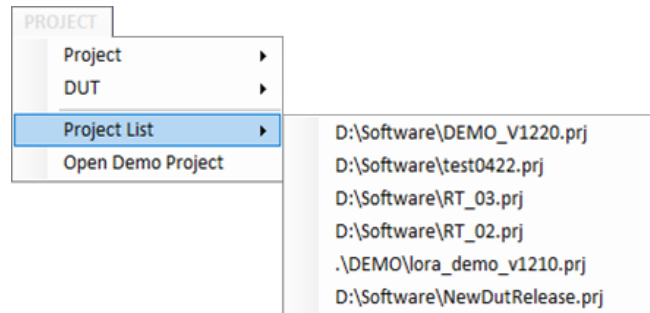 PROJECT
Project
DUT
Project List
Open Demo Project
D:\Software\DEMO_V1220.prj
D:\Software\test0422.prj
D:\Software\RT_03.prj
D:\Software\RT_02.prj
.\DEMO\lora_demo_v1210.prj
D:\Software\NewDutRelease.prj